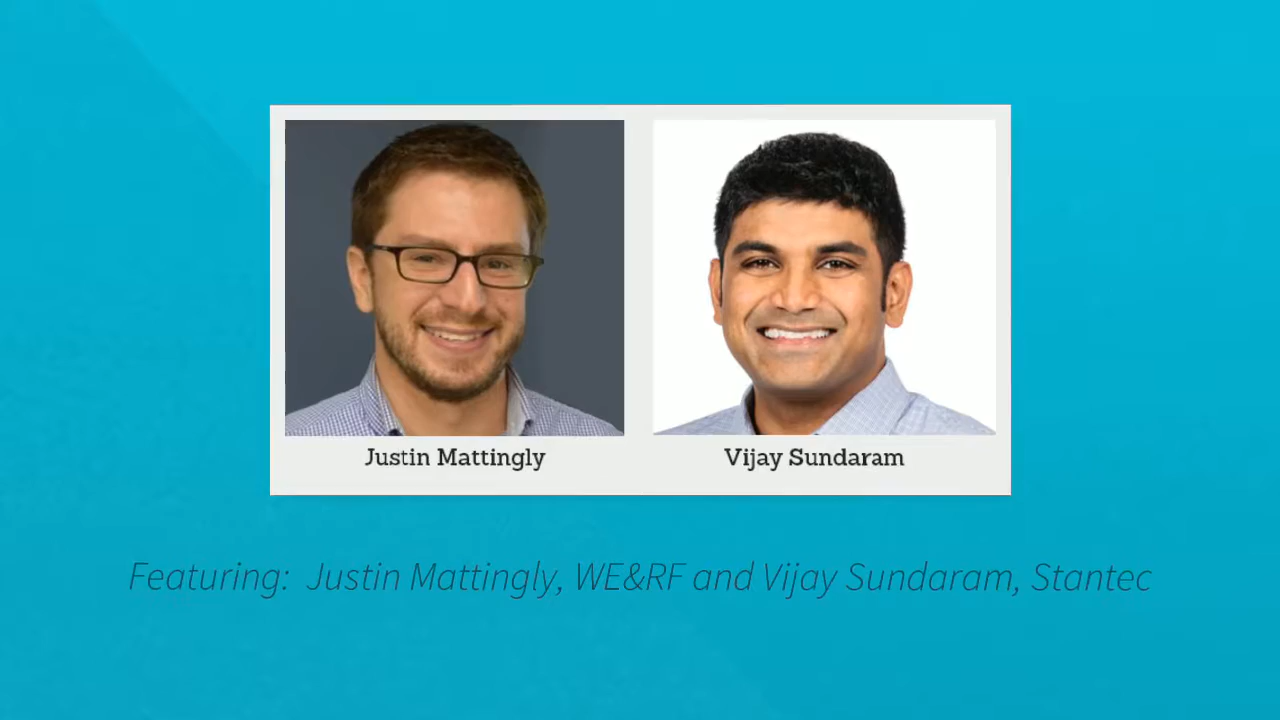 Justin Mattingly
Vijay Sundaram
Featuring: Justin Mattingly, WE&RF and Vijay Sundaram, Stantec